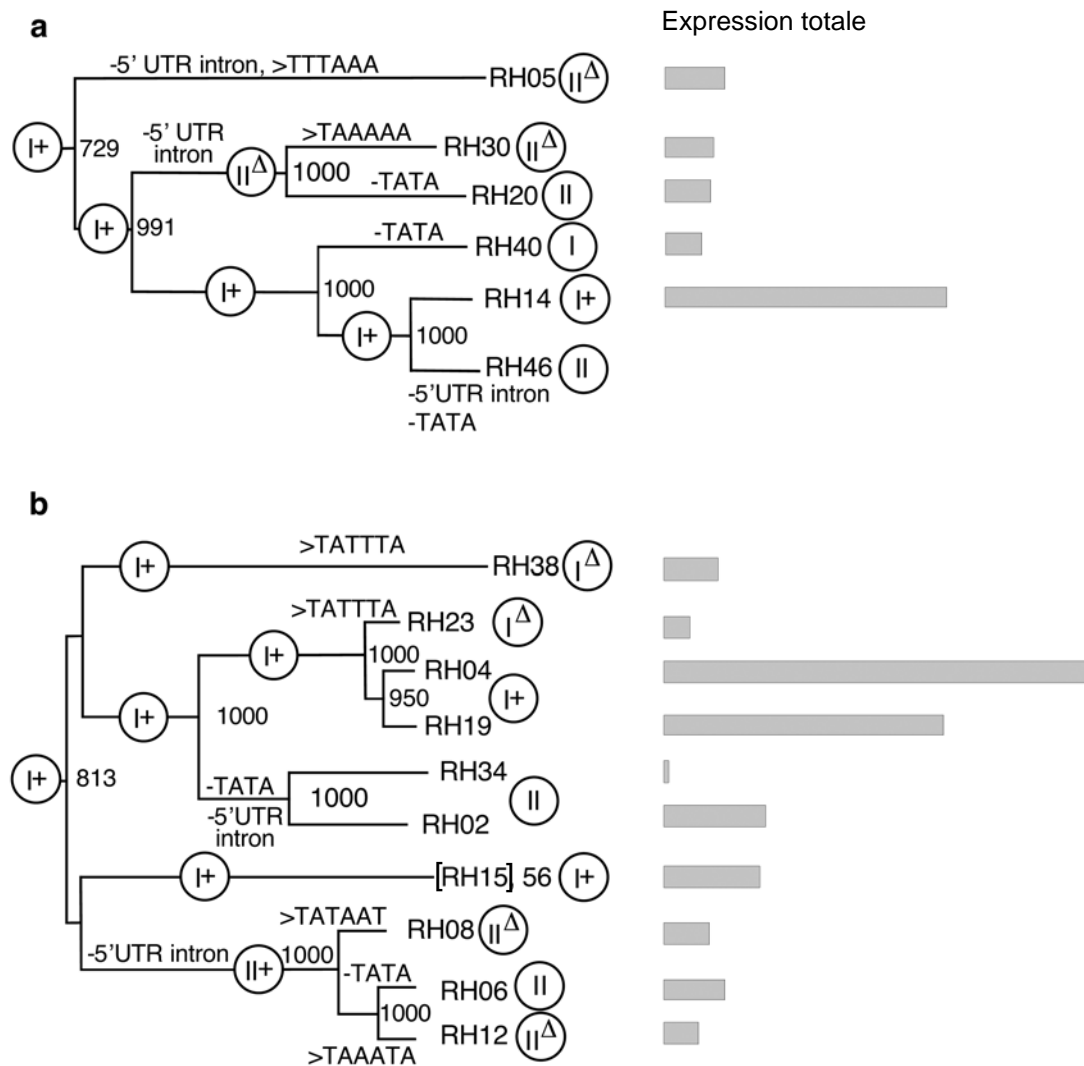 Expression totale
a
-5' UTR intron, >TTTAAA
RH05 II^Δ
I+
729
-5' UTR
intron
>TAAAAA
RH30 II^Δ
II^Δ
1000
-TATA
RH20 II
I+
991
-TATA
RH40 I
I+
1000
RH14 I+
I+
1000
RH46 II
-5'UTR intron
-TATA
b
>TATTTA
I+
RH38 I^Δ
>TATTTA
RH23 I^Δ
I+
1000
RH04
950
I+
RH19
I+
1000
RH34
-TATA
1000
II
-5'UTR
intron
RH02
I+
813
I+
[RH15], 56 I+
>TATAAT
RH08 II^Δ
-5'UTR intron
II+
1000
-TATA
RH06 II
1000
RH12 II^Δ
>TAAATA